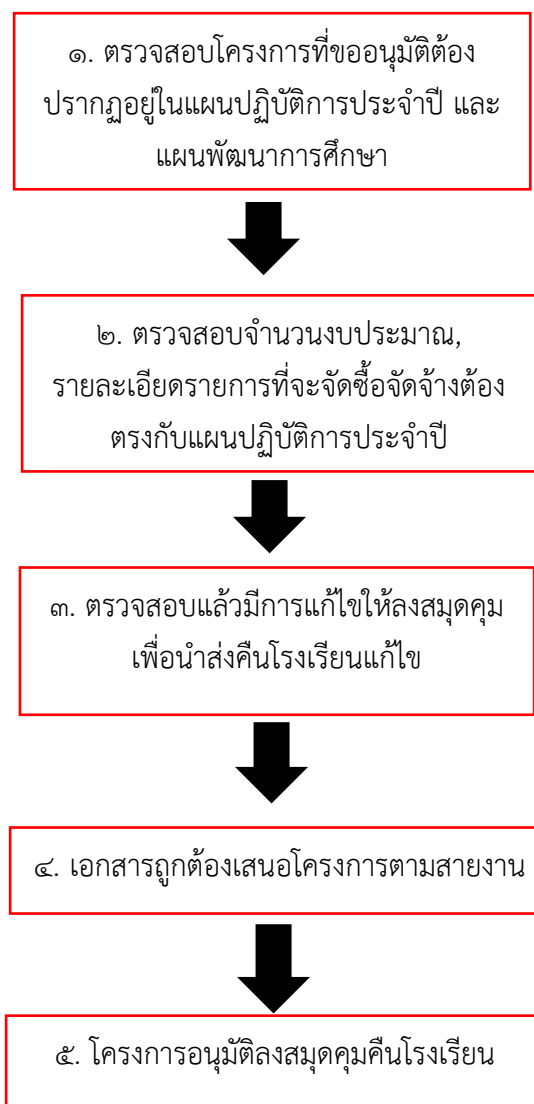 ๑. ตรวจสอบโครงการที่ขออนุมัติต้อง
ปรากฏอยู่ในแผนปฏิบัติการประจำปี และ
แผนพัฒนาการศึกษา
๒. ตรวจสอบจำนวนงบประมาณ,
รายละเอียดรายการที่จะจัดซื้อจัดจ้างต้อง
ตรงกับแผนปฏิบัติการประจำปี
๓. ตรวจสอบแล้วมีการแก้ไขให้ลงสมุดคุม
เพื่อนำส่งคืนโรงเรียนแก้ไข
๔. เอกสารถูกต้องเสนอโครงการตามสายงาน
๕. โครงการอนุมัติลงสมุดคุมคืนโรงเรียน